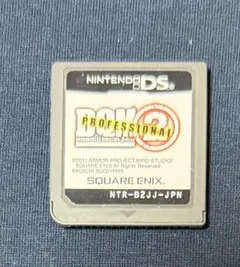 NINTENDO DS
DQMJ2
PROFESSIONAL
©2011 ARMOR PROJECT/BIRD STUDIO/
SQUARE ENIX All Rights Reserved.
©KOICHI SUGIYAMA
SQUARE ENIX.
NTR-B2JJ-JPN